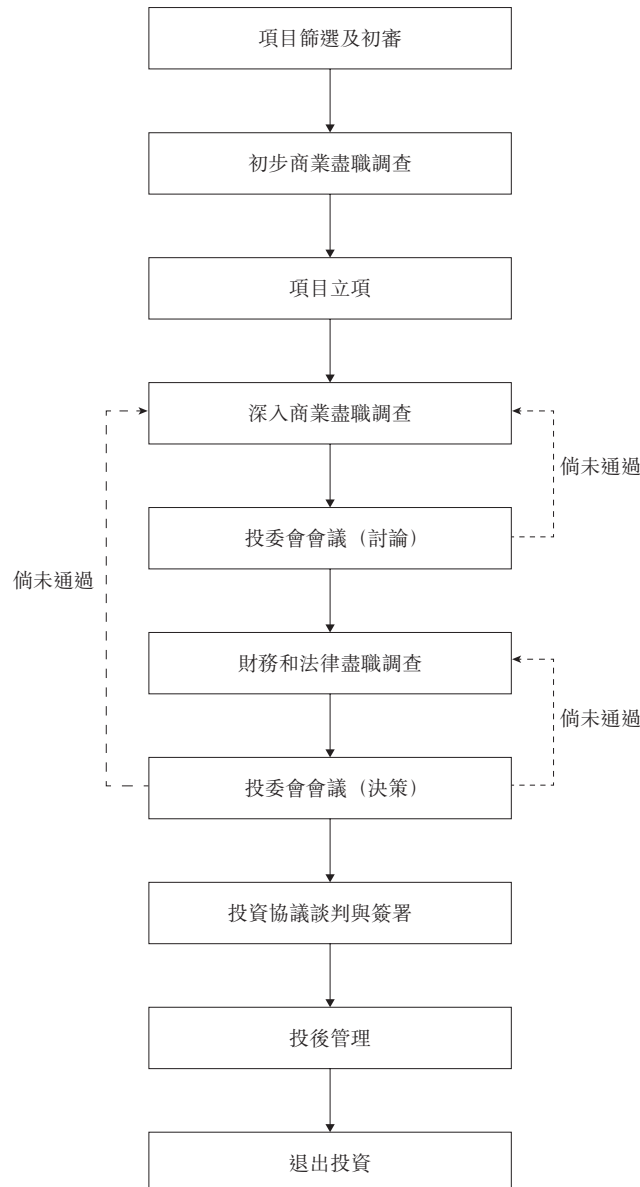 項目篩選及初審
初步商業盡職調查
項目立項
深入商業盡職調查
倘未通過
投委會會議（討論）
倘未通過
財務和法律盡職調查
倘未通過
投委會會議（決策）
投資協議談判與簽署
投後管理
退出投資